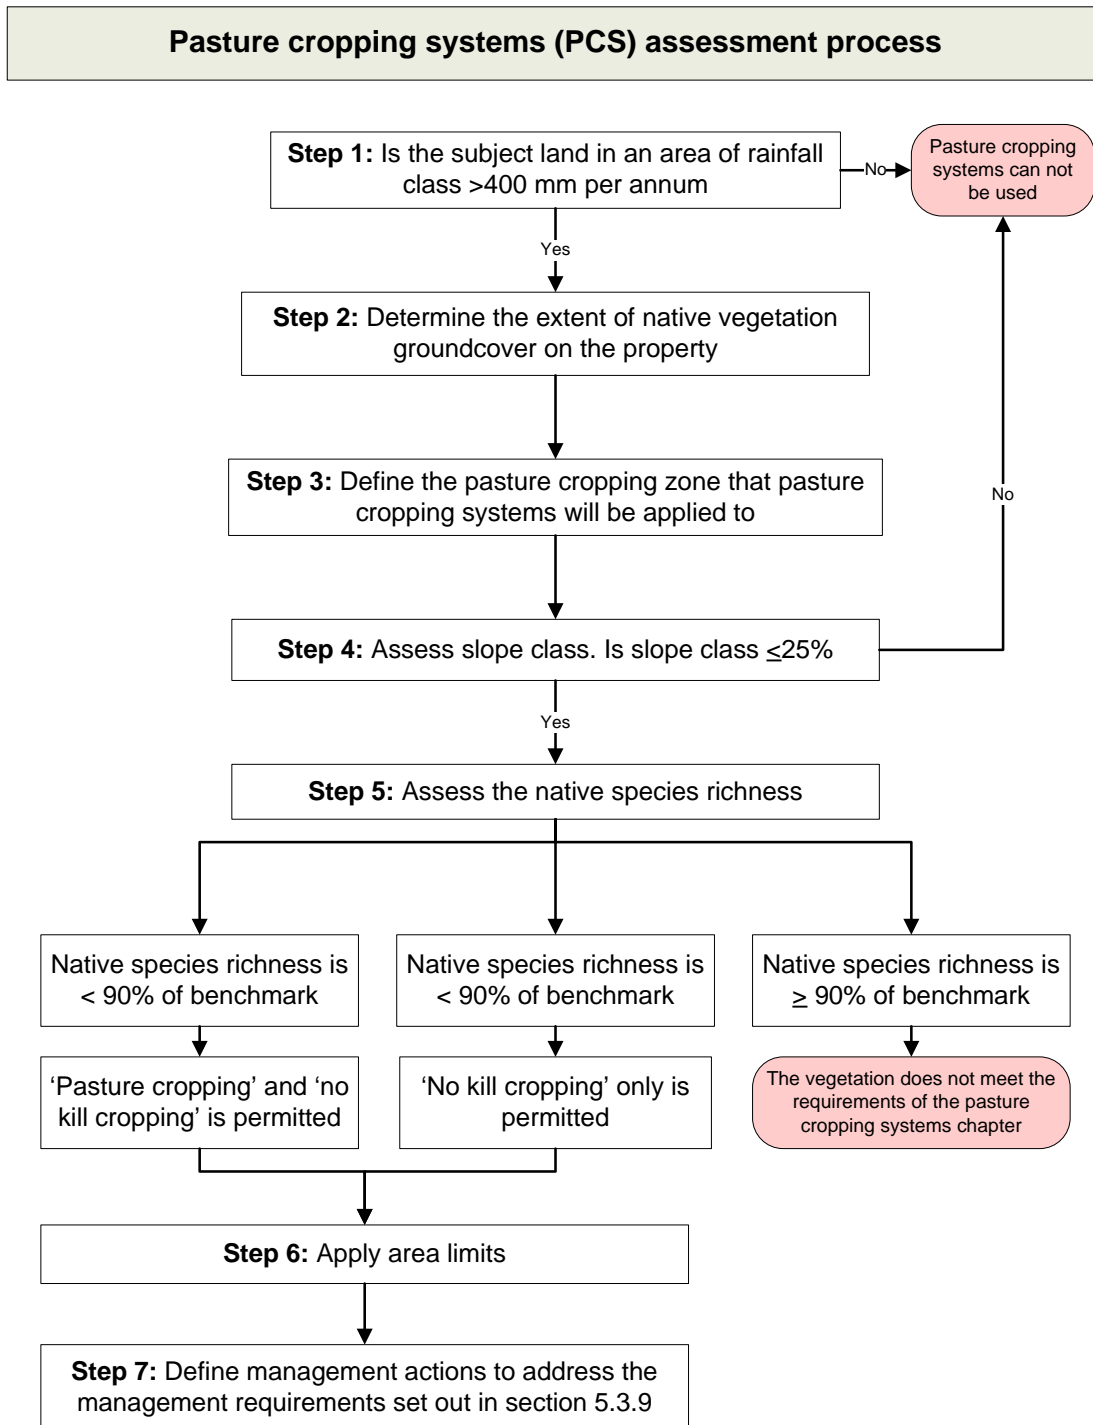 Pasture cropping systems (PCS) assessment process
Step 1: Is the subject land in an area of rainfall
class >400 mm per annum
No
Pasture cropping
systems can not
be used
Yes
Step 2: Determine the extent of native vegetation
groundcover on the property
Step 3: Define the pasture cropping zone that pasture
cropping systems will be applied to
No
Step 4: Assess slope class. Is slope class ≤25%
Yes
Step 5: Assess the native species richness
Native species richness is
< 90% of benchmark
Native species richness is
< 90% of benchmark
Native species richness is
≥ 90% of benchmark
‘Pasture cropping’ and ‘no
kill cropping’ is permitted
‘No kill cropping’ only is
permitted
The vegetation does not meet the
requirements of the pasture
cropping systems chapter
Step 6: Apply area limits
Step 7: Define management actions to address the
management requirements set out in section 5.3.9